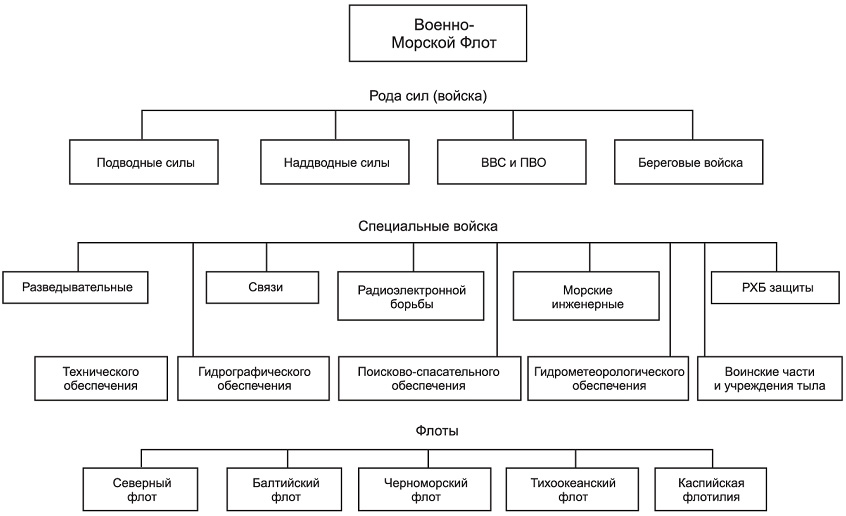 Военно-
Морской Флот
Рода сил (войска)
Подводные силы
Наддводные силы
ВВС и ПВО
Береговые войска
Специальные войска
Разведывательные
Связи
Радиоэлектронной
борьбы
Морские
инженерные
РХБ защиты
Технического
обеспечения
Гидрографического
обеспечения
Поисково-спасательного
обеспечения
Гидрометеорологического
обеспечения
Воинские части
и учреждения тыла
Флоты
Северный
флот
Балтийский
флот
Черноморский
флот
Тихоокеанский
флот
Каспийская
флотилия